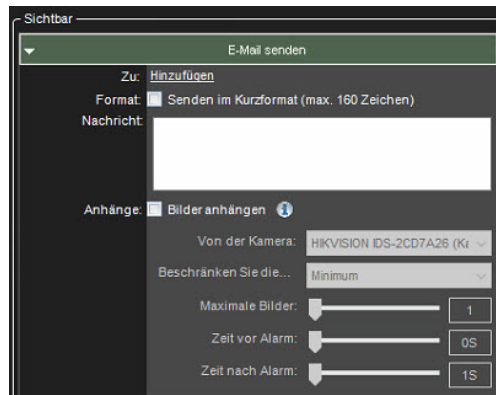 Sichtbar
E-Mail senden
Zu: Hinzufügen
Format: Senden im Kurzformat (max. 160 Zeichen)
Nachricht:
Anhänge: Bilder anhängen
Von der Kamera: HIKVISION IDS-2CD7A26 (Ka
Beschränken Sie die... Minimum
Maximale Bilder: 1
Zeit vor Alarm: 0S
Zeit nach Alarm: 1S